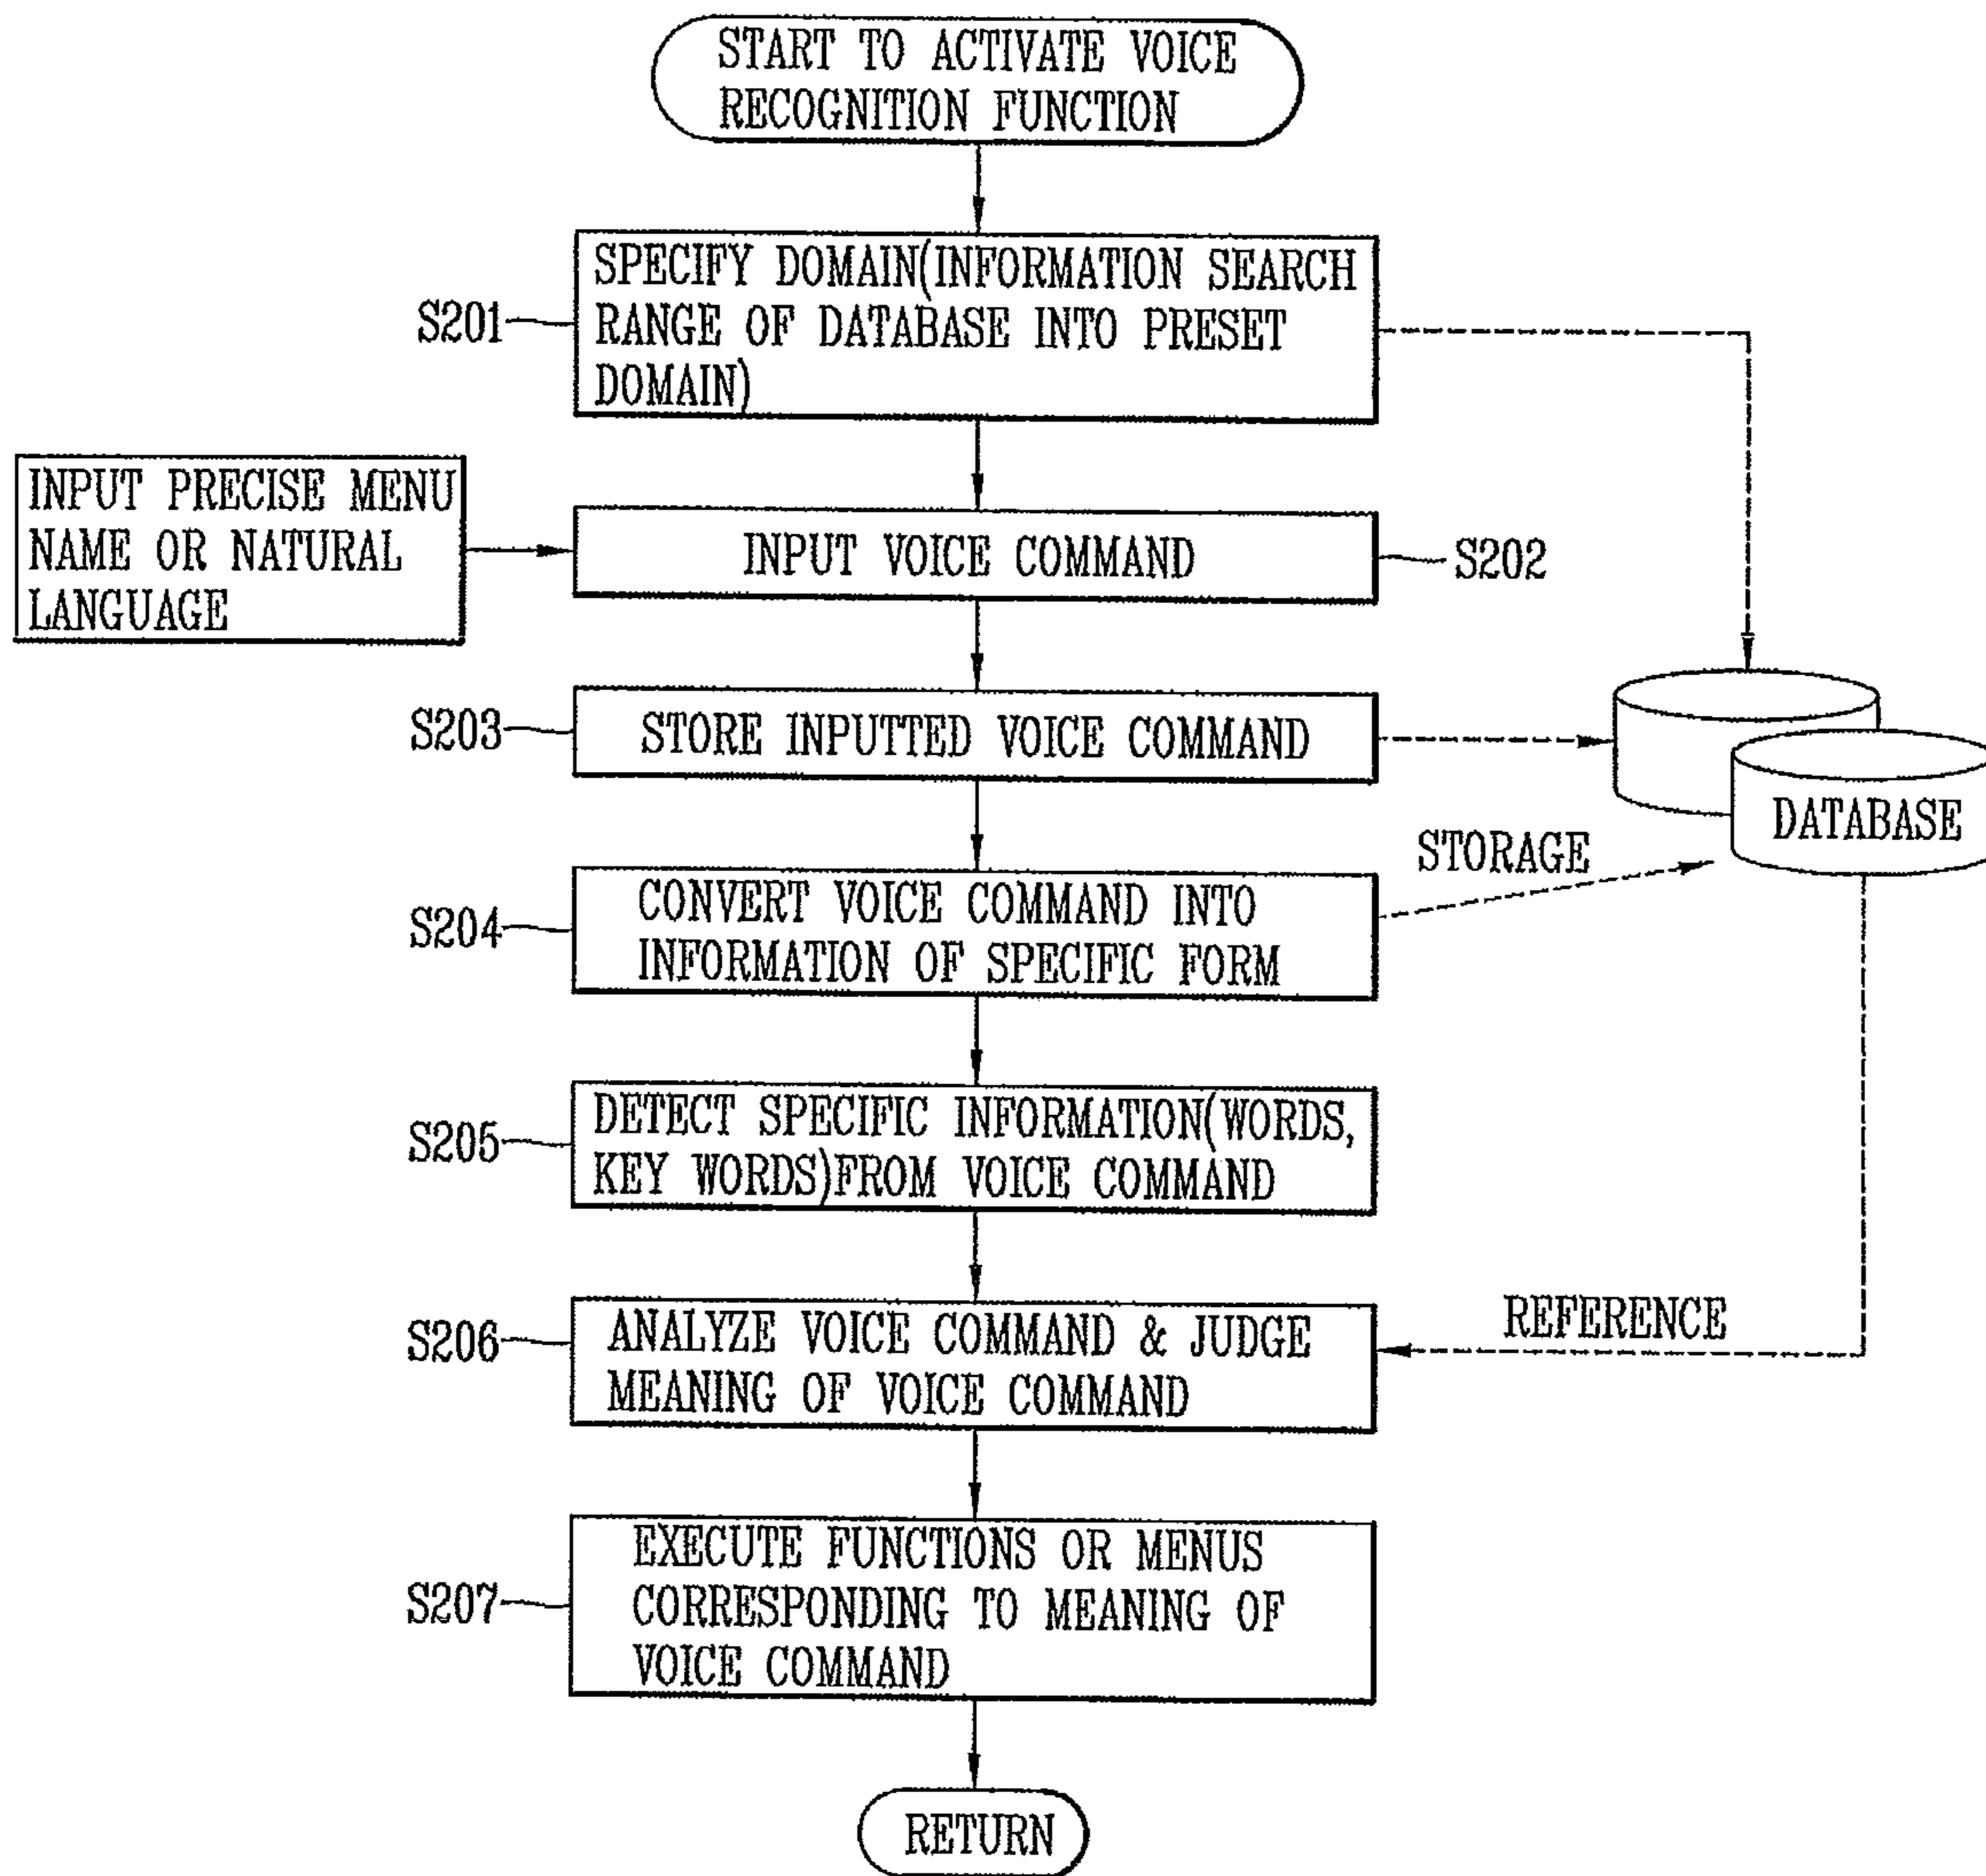 START TO ACTIVATE VOICE
RECOGNITION FUNCTION
S201
SPECIFY DOMAIN(INFORMATION SEARCH
RANGE OF DATABASE INTO PRESET
DOMAIN)
INPUT PRECISE MENU
NAME OR NATURAL
LANGUAGE
INPUT VOICE COMMAND
S202
S203
STORE INPUTTED VOICE COMMAND
DATABASE
STORAGE
S204
CONVERT VOICE COMMAND INTO
INFORMATION OF SPECIFIC FORM
S205
DETECT SPECIFIC INFORMATION(WORDS,
KEY WORDS)FROM VOICE COMMAND
S206
ANALYZE VOICE COMMAND & JUDGE
MEANING OF VOICE COMMAND
REFERENCE
S207
EXECUTE FUNCTIONS OR MENUS
CORRESPONDING TO MEANING OF
VOICE COMMAND
RETURN